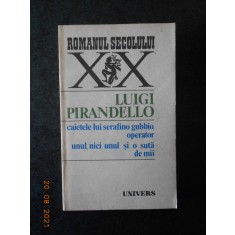 ROMANUL SECOLULUI
XX
LUIGI
PIRANDELLO
caietele lui serafino gubbio,
operator
unul, nici unul și o sută
de mii
UNIVERS
20 08 2021